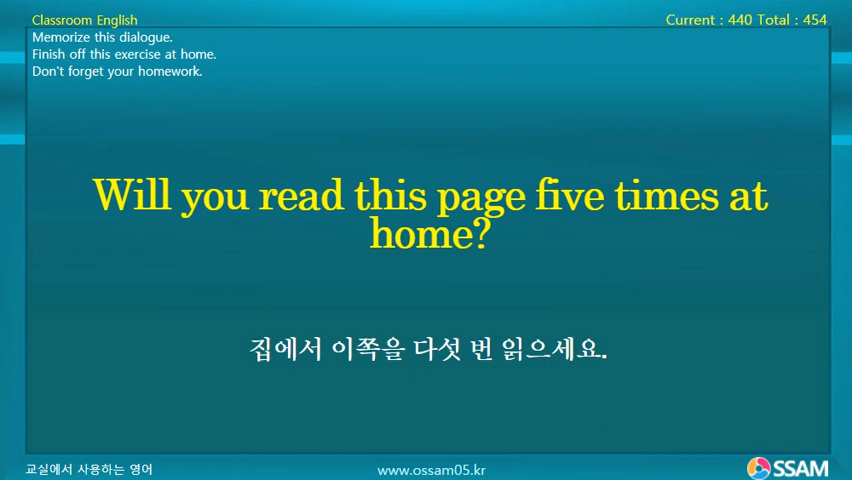 Classroom English
Current : 440 Total : 454
Memorize this dialogue.
Finish off this exercise at home.
Don't forget your homework.
Will you read this page five times at
home?
집에서 이쪽을 다섯 번 읽으세요.
교실에서 사용하는 영어
www.ossam05.kr
SSAM